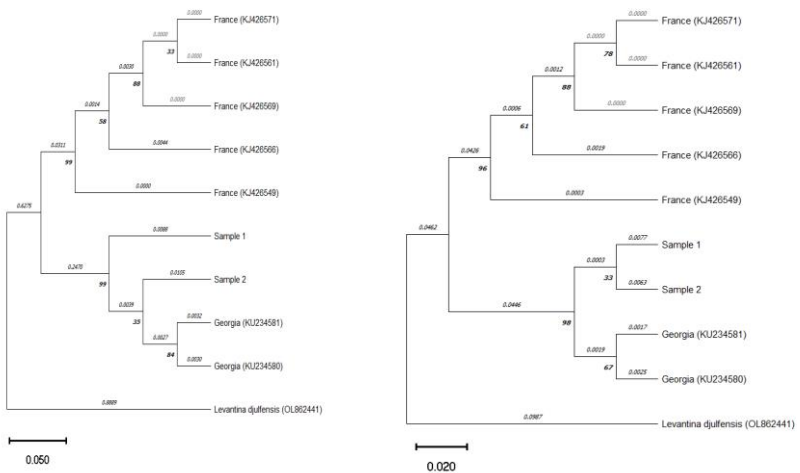 0.0000
France (KJ426571)
0.0000
33
0.0000
France (KJ426561)
0.0030
88
0.0000
France (KJ426569)
0.0014
58
0.0044
France (KJ426566)
0.0311
99
0.0000
France (KJ426549)
0.6275
0.0088
Sample 1
0.2470
99
0.0105
Sample 2
0.0039
35
0.0032
Georgia (KU234581)
0.0027
84
0.0030
Georgia (KU234580)
0.8889
Levantina djulfensis (OL862441)
0.050
0.0000
France (KJ426571)
0.0000
78
0.0000
France (KJ426561)
0.0012
88
0.0000
France (KJ426569)
0.0006
61
0.0019
France (KJ426566)
0.0426
96
0.0003
France (KJ426549)
0.0462
0.0077
Sample 1
0.0003
33
0.0063
Sample 2
0.0446
98
0.0017
Georgia (KU234581)
0.0019
67
0.0025
Georgia (KU234580)
0.0987
Levantina djulfensis (OL862441)
0.020